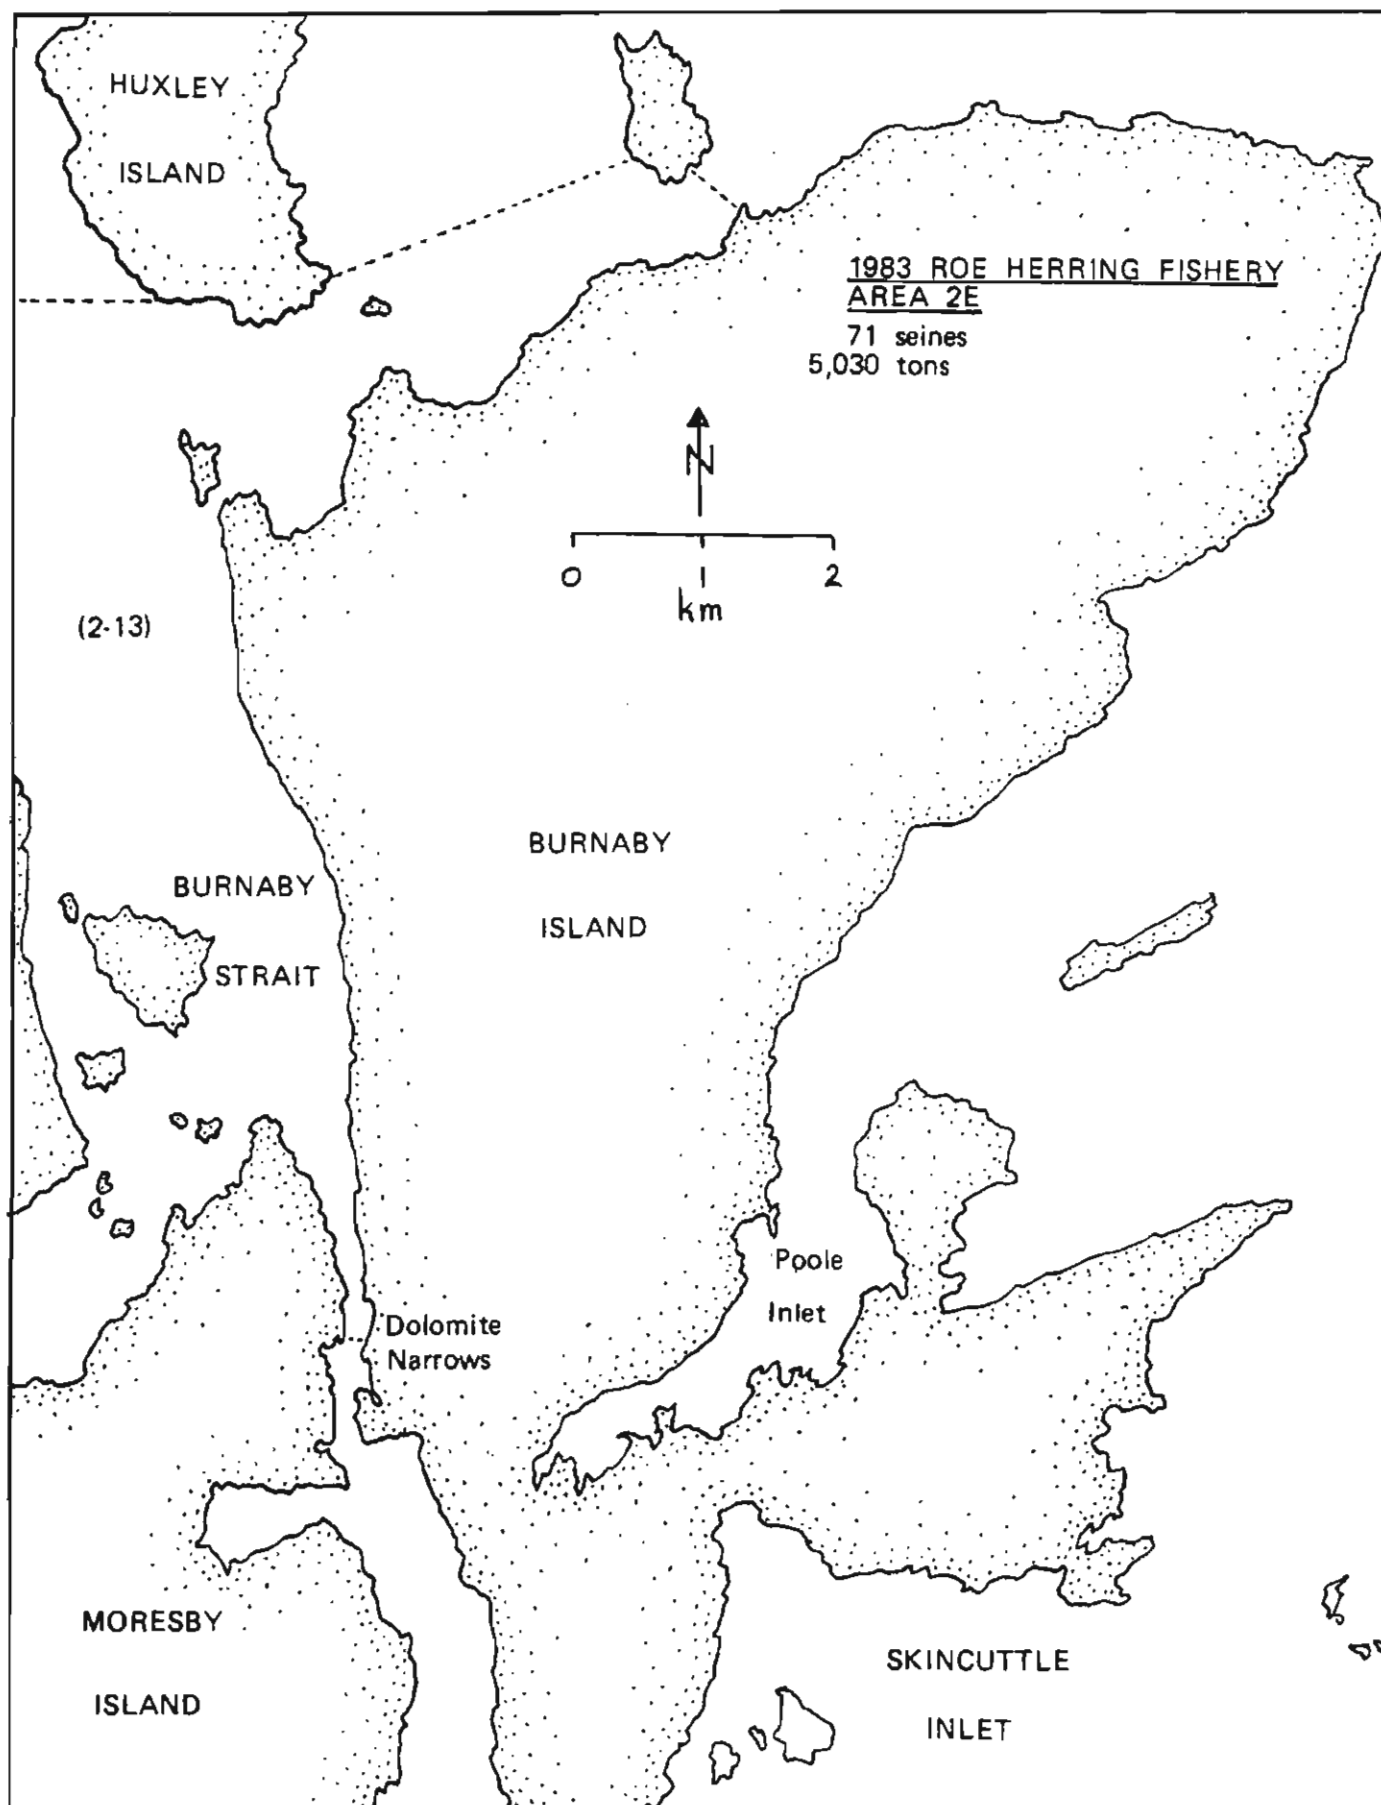 HUXLEY
ISLAND
1983 ROE HERRING FISHERY
AREA 2E
71 seines
5,030 tons
N
0 1 2
km
(2-13)
BURNABY
ISLAND
BURNABY
STRAIT
Poole
Inlet
Dolomite
Narrows
MORESBY
ISLAND
SKINCUTTLE
INLET